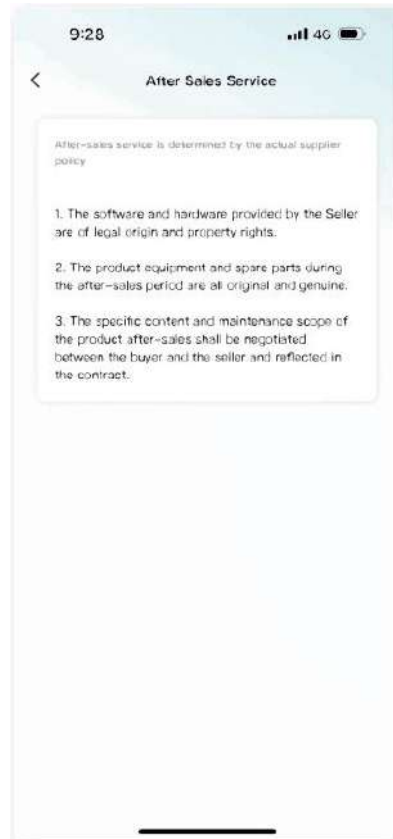 9:28
4G
After Sales Service
After-sales service is determined by the actual supplier
policy
1. The software and hardware provided by the Seller
are of legal origin and property rights.
2. The product equipment and spare parts during
the after-sales period are all original and genuine.
3. The specific content and maintenance scope of
the product after-sales shall be negotiated
between the buyer and the seller and reflected in
the contract.